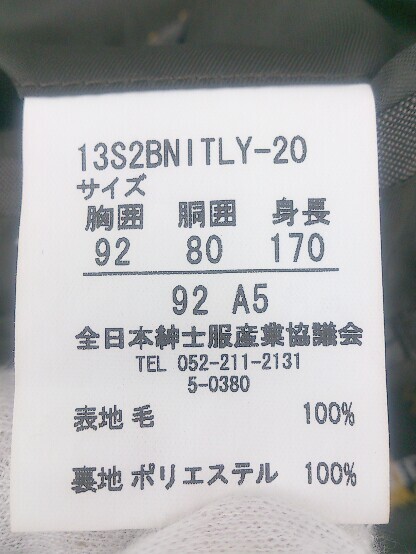 13S2BNITLY-20
サイズ
胸囲 胴囲 身長
92 80 170
92 A5
全日本紳士服産業協議会
TEL 052-211-2131
5-0380
表地 毛 100%
裏地 ポリエステル 100%